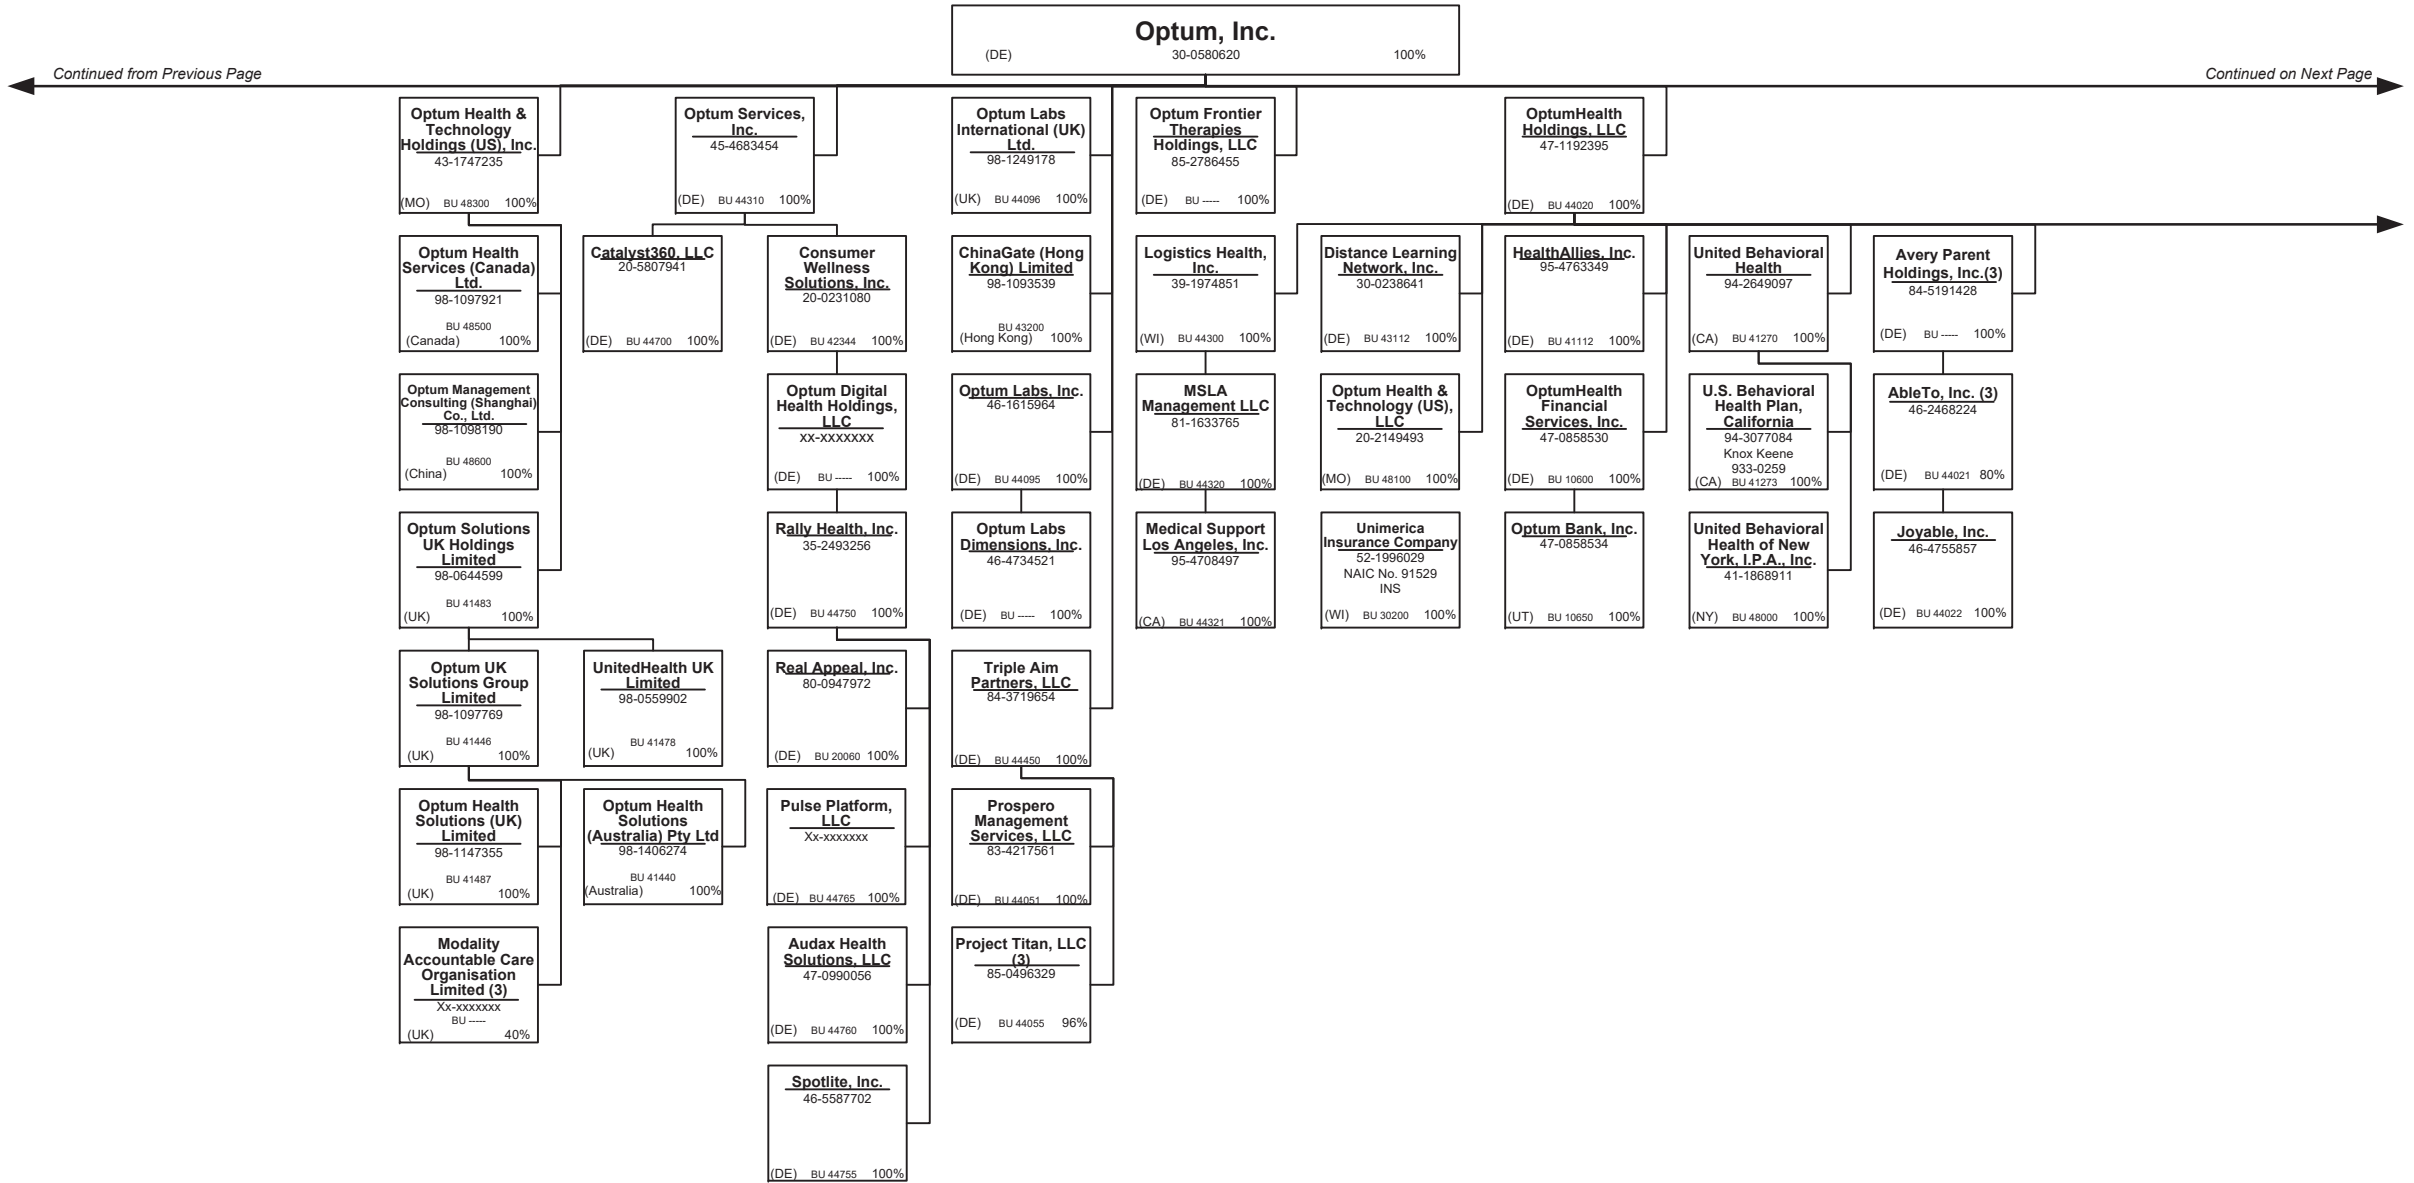 Optum, Inc.
(DE) 30-0580620 100%
Continued from Previous Page
Continued on Next Page
Optum Health &
Technology
Holdings (US), Inc.
43-1747235
(MO) BU 48300 100%
Optum Services,
Inc.
45-4683454
(DE) BU 44310 100%
Optum Labs
International (UK)
Ltd.
98-1249178
(UK) BU 44096 100%
Optum Frontier
Therapies
Holdings, LLC
85-2786455
(DE) BU ----- 100%
OptumHealth
Holdings, LLC
47-1192395
(DE) BU 44020 100%
Optum Health
Services (Canada)
Ltd.
98-1097921
BU 48500
(Canada) 100%
Catalyst360, LLC
20-5807941
(DE) BU 44700 100%
Consumer
Wellness
Solutions, Inc.
20-0231080
(DE) BU 42344 100%
ChinaGate (Hong
Kong) Limited
98-1093539
BU 43200
(Hong Kong) 100%
Logistics Health,
Inc.
39-1974851
(WI) BU 44300 100%
Distance Learning
Network, Inc.
30-0238641
(DE) BU 43112 100%
HealthAllies, Inc.
95-4763349
(DE) BU 41112 100%
United Behavioral
Health
94-2649097
(CA) BU 41270 100%
Avery Parent
Holdings, Inc.(3)
84-5191428
(DE) BU ----- 100%
Optum Management
Consulting (Shanghai)
Co., Ltd.
98-1098190
BU 48600
(China) 100%
Optum Digital
Health Holdings,
LLC
xx-xxxxxxx
(DE) BU ----- 100%
Optum Labs, Inc.
46-1615964
(DE) BU 44095 100%
MSLA
Management LLC
81-1633765
(DE) BU 44320 100%
Optum Health &
Technology (US),
LLC
20-2149493
(MO) BU 48100 100%
OptumHealth
Financial
Services, Inc.
47-0858530
(DE) BU 10600 100%
U.S. Behavioral
Health Plan,
California
94-3077084
Knox Keene
933-0259
(CA) BU 41273 100%
AbleTo, Inc. (3)
46-2468224
(DE) BU 44021 80%
Optum Solutions
UK Holdings
Limited
98-0644599
BU 41483
(UK) 100%
Rally Health, Inc.
35-2493256
(DE) BU 44750 100%
Optum Labs
Dimensions, Inc.
46-4734521
(DE) BU ----- 100%
Medical Support
Los Angeles, Inc.
95-4708497
(CA) BU 44321 100%
Unimerica
Insurance Company
52-1996029
NAIC No. 91529
INS
(WI) BU 30200 100%
Optum Bank, Inc.
47-0858534
(UT) BU 10650 100%
United Behavioral
Health of New
York, I.P.A., Inc.
41-1868911
(NY) BU 48000 100%
Joyable, Inc.
46-4755857
(DE) BU 44022 100%
Optum UK
Solutions Group
Limited
98-1097769
BU 41446
(UK) 100%
UnitedHealth UK
Limited
98-0559902
BU 41478
(UK) 100%
Real Appeal, Inc.
80-0947972
(DE) BU 20060 100%
Triple Aim
Partners, LLC
84-3719654
(DE) BU 44450 100%
Optum Health
Solutions (UK)
Limited
98-1147355
BU 41487
(UK) 100%
Optum Health
Solutions
(Australia) Pty Ltd
98-1406274
BU 41440
(Australia) 100%
Pulse Platform,
LLC
Xx-xxxxxxx
(DE) BU 44765 100%
Prospero
Management
Services, LLC
83-4217561
(DE) BU 44051 100%
Modality
Accountable Care
Organisation
Limited (3)
Xx-xxxxxxx
BU -----
(UK) 40%
Audax Health
Solutions, LLC
47-0990056
(DE) BU 44760 100%
Project Titan, LLC
(3)
85-0496329
(DE) BU 44055 96%
Spotlite, Inc.
46-5587702
(DE) BU 44755 100%